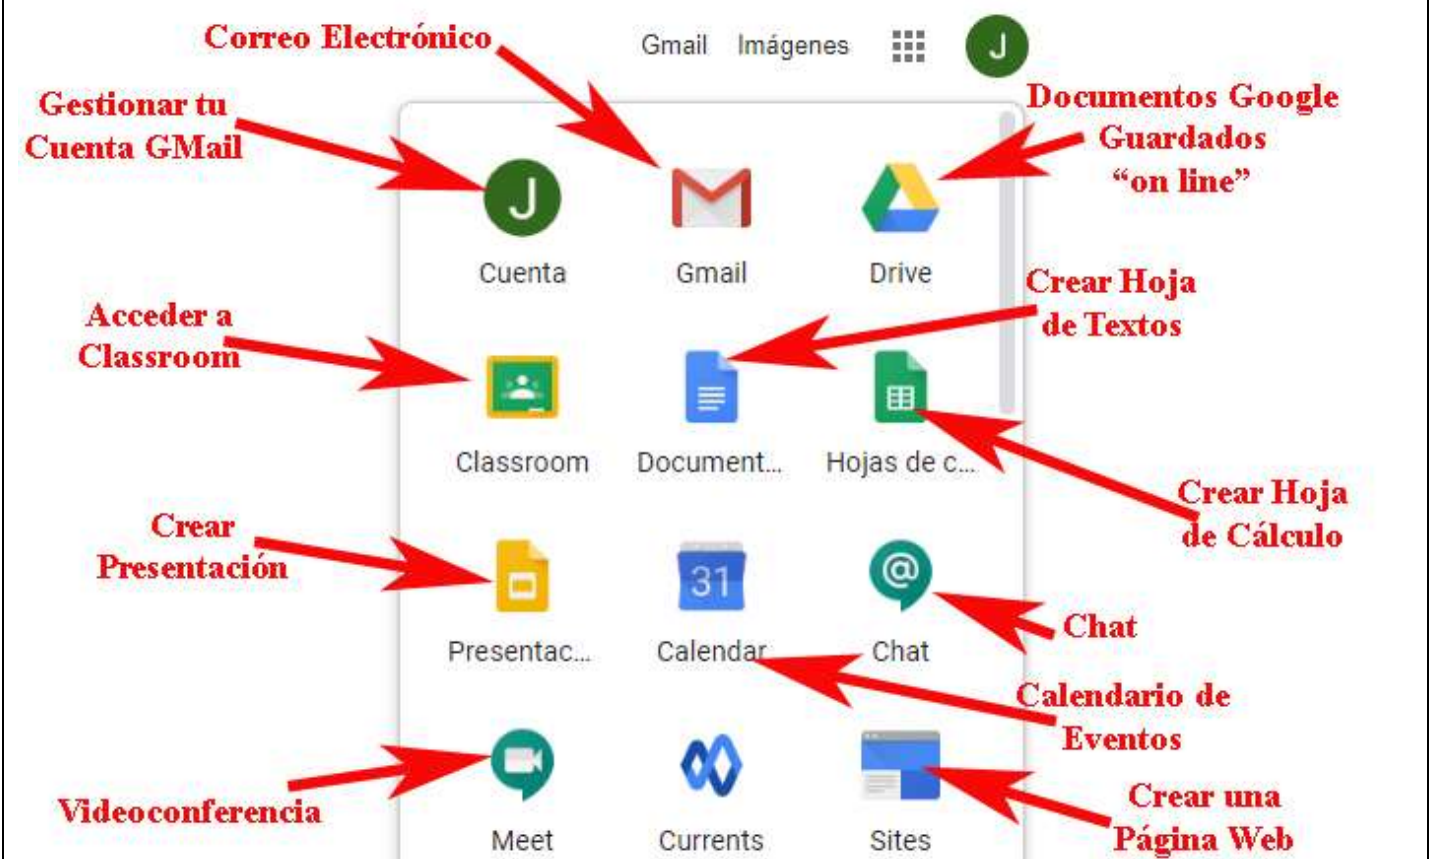 Correo Electrónico
Gmail Imágenes
J
Gestionar tu
Cuenta GMail
Documentos Google
Guardados
“on line”
J
Cuenta
Gmail
Drive
Acceder a
Classroom
Crear Hoja
de Textos
Classroom
Document...
Hojas de c...
Crear Hoja
de Cálculo
Crear
Presentación
31
@
Presentac...
Calendar
Chat
Chat
Calendario de
Eventos
Videoconferencia
Crear una
Página Web
Meet
Currents
Sites